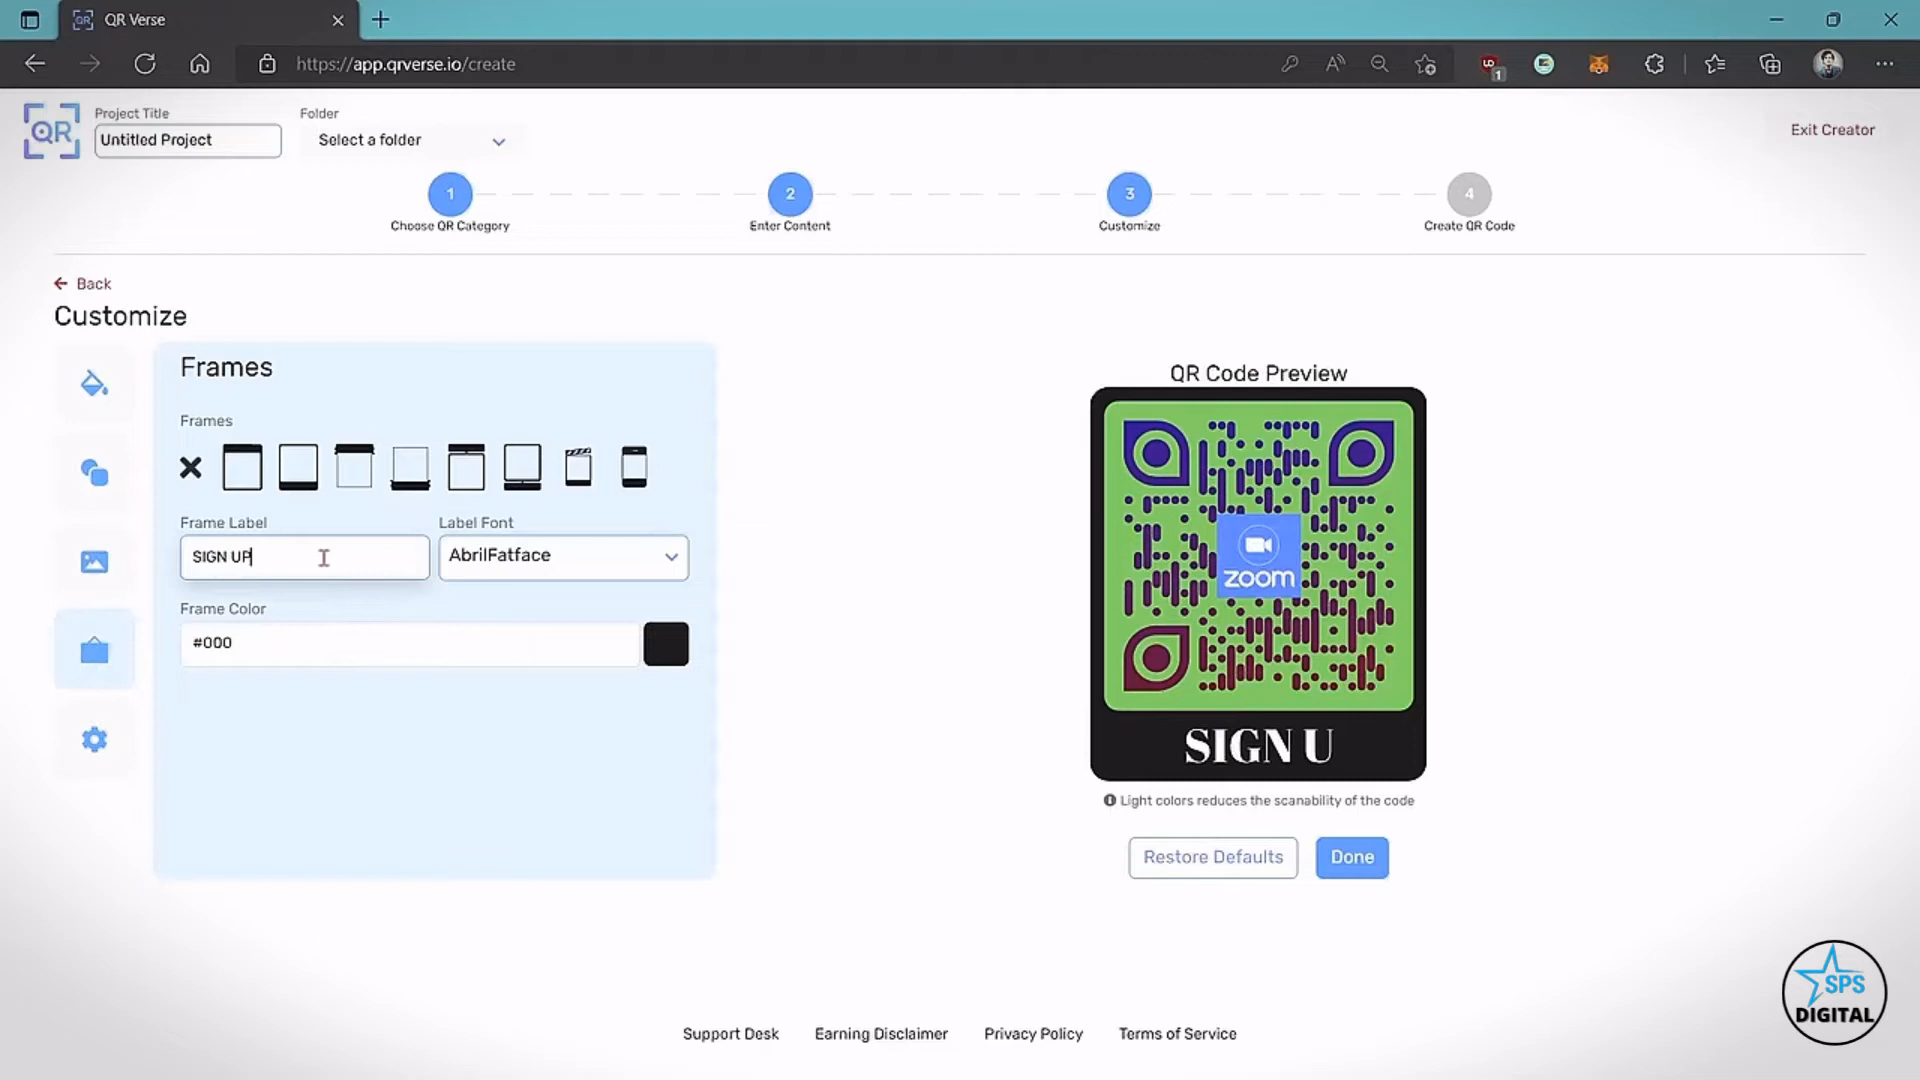 QR Verse
https://app.qrverse.io/create
1
QR
Project Title
Untitled Project
Folder
Select a folder
Exit Creator
1
2
3
4
Choose QR Category
Enter Content
Customize
Create QR Code
Back
Customize
Frames
Frames
Frame Label
Label Font
SIGN UP
AbrilFatface
Frame Color
#000
QR Code Preview
zoom
SIGN U
Light colors reduces the scanability of the code
Restore Defaults
Done
SPS
DIGITAL
Support Desk
Earning Disclaimer
Privacy Policy
Terms of Service